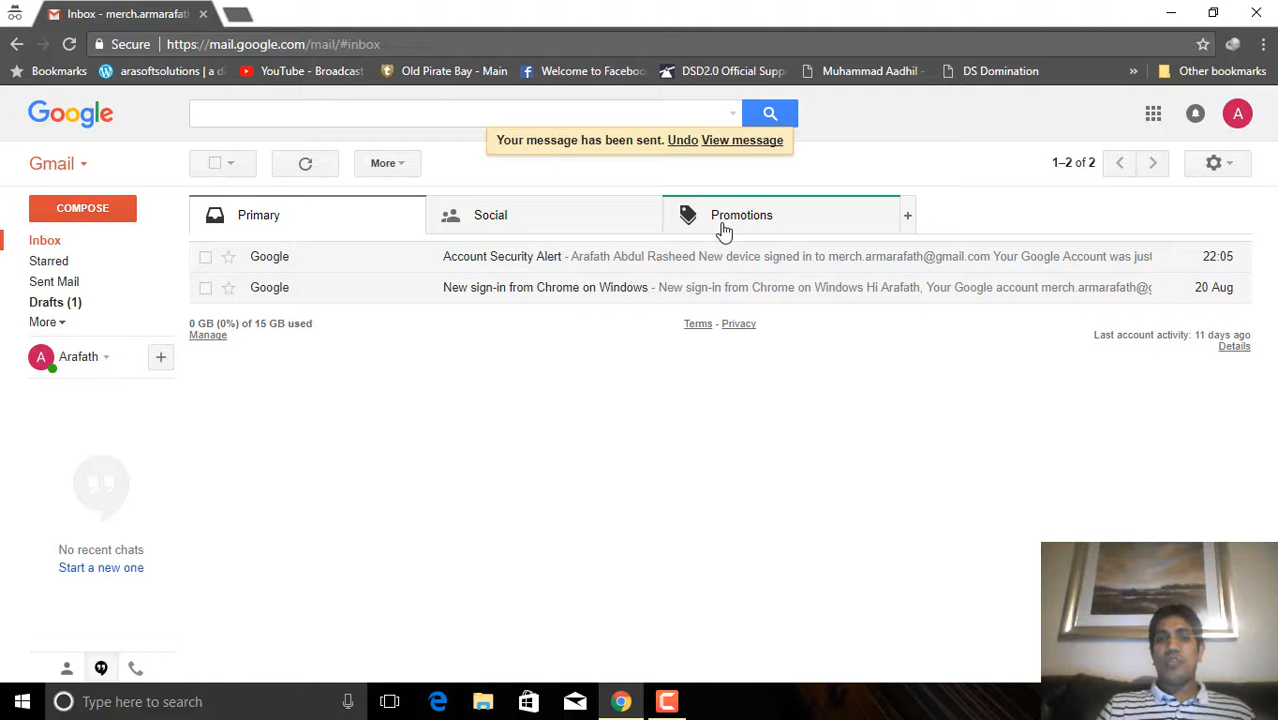 Inbox - merch.armarafath
Secure https://mail.google.com/mail/#inbox
Bookmarks arasoftsolutions | a di YouTube - Broadcast Old Pirate Bay - Main Welcome to Faceboo DSD2.0 Official Supp Muhammad Aadhil - DS Domination » Other bookmarks
Google A
Your message has been sent. Undo View message
Gmail More 1–2 of 2
COMPOSE
Primary Social Promotions +
Inbox
Starred
Sent Mail
Drafts (1)
More
Google Account Security Alert - Arafath Abdul Rasheed New device signed in to merch.armarafath@gmail.com Your Google Account was just 22:05
Google New sign-in from Chrome on Windows - New sign-in from Chrome on Windows Hi Arafath, Your Google account merch.armarafath@g 20 Aug
0 GB (0%) of 15 GB used
Manage
Terms - Privacy
Last account activity: 11 days ago
Details
A Arafath +
No recent chats
Start a new one
Type here to search